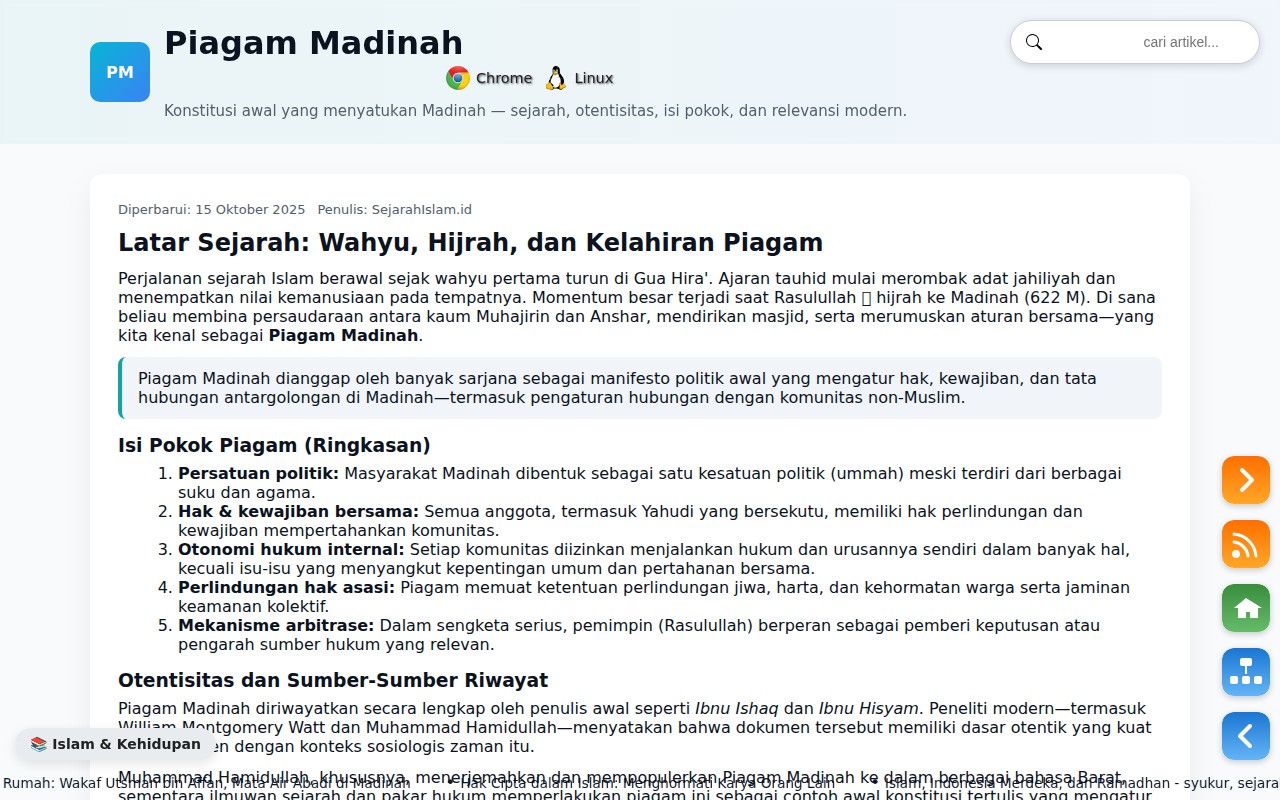 PM
Piagam Madinah
Chrome Linux
Konstitusi awal yang menyatukan Madinah — sejarah, otentisitas, isi pokok, dan relevansi modern.
cari artikel...
Diperbarui: 15 Oktober 2025 Penulis: SejarahIslam.id
Latar Sejarah: Wahyu, Hijrah, dan Kelahiran Piagam
Perjalanan sejarah Islam berawal sejak wahyu pertama turun di Gua Hira'. Ajaran tauhid mulai merombak adat jahiliyah dan
menempatkan nilai kemanusiaan pada tempatnya. Momentum besar terjadi saat Rasulullah hijrah ke Madinah (622 M). Di sana
beliau membina persaudaraan antara kaum Muhajirin dan Anshar, mendirikan masjid, serta merumuskan aturan bersama—yang
kita kenal sebagai Piagam Madinah.
Piagam Madinah dianggap oleh banyak sarjana sebagai manifesto politik awal yang mengatur hak, kewajiban, dan tata
hubungan antargolongan di Madinah—termasuk pengaturan hubungan dengan komunitas non-Muslim.
Isi Pokok Piagam (Ringkasan)
1. Persatuan politik: Masyarakat Madinah dibentuk sebagai satu kesatuan politik (ummah) meski terdiri dari berbagai
suku dan agama.
2. Hak & kewajiban bersama: Semua anggota, termasuk Yahudi yang bersekutu, memiliki hak perlindungan dan
kewajiban mempertahankan komunitas.
3. Otonomi hukum internal: Setiap komunitas diizinkan menjalankan hukum dan urusannya sendiri dalam banyak hal,
kecuali isu-isu yang menyangkut kepentingan umum dan pertahanan bersama.
4. Perlindungan hak asasi: Piagam memuat ketentuan perlindungan jiwa, harta, dan kehormatan warga serta jaminan
keamanan kolektif.
5. Mekanisme arbitrase: Dalam sengketa serius, pemimpin (Rasulullah) berperan sebagai pemberi keputusan atau
pengarah sumber hukum yang relevan.
Otentisitas dan Sumber-Sumber Riwayat
Piagam Madinah diriwayatkan secara lengkap oleh penulis awal seperti Ibnu Ishaq dan Ibnu Hisyam. Peneliti modern—termasuk
William Montgomery Watt dan Muhammad Hamidullah—menyatakan bahwa dokumen tersebut memiliki dasar otentik yang kuat
dengan konteks sosiologis zaman itu.
📚 Islam & Kehidupan
Muhammad Hamidullah, khususnya, menerjemahkan dan mempopulerkan Piagam Madinah ke dalam berbagai bahasa Barat,
Rumah: Wakaf Utsman bin Affan, Mata Air Abadi di Madinah • Hak Cipta dalam Islam: Menghormati Karya Orang Lain • Islam, Indonesia Merdeka, dan Ramadhan - syukur, sejara
sementara ilmuwan sejarah dan pakar hukum memperlakukan piagam ini sebagai contoh awal konstitusi tertulis yang mengatur